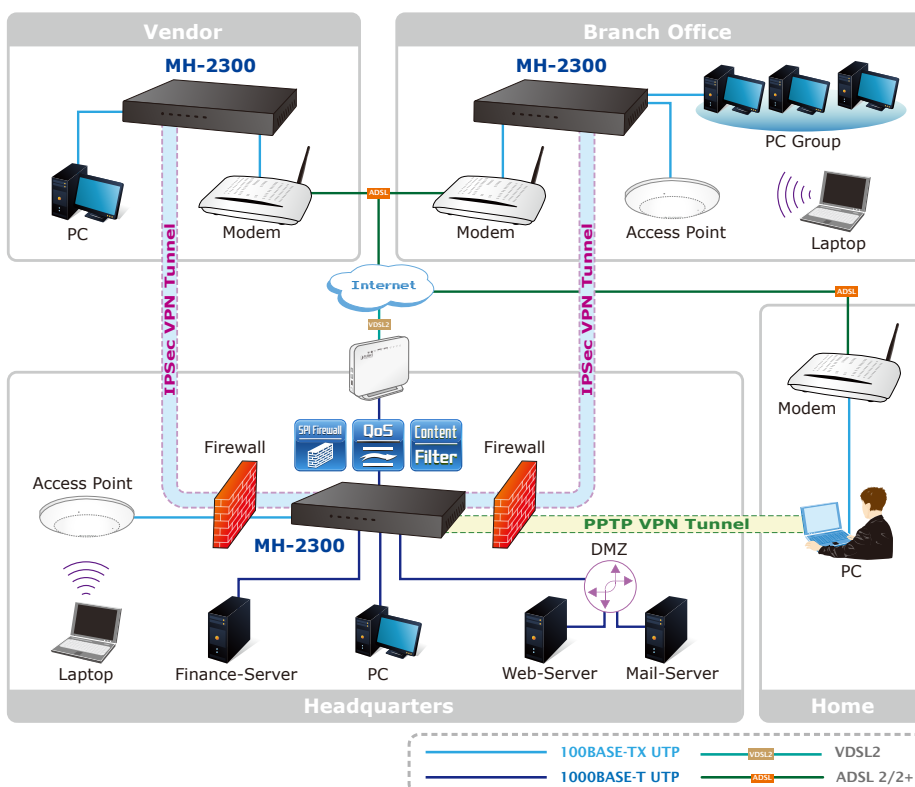 Vendor
Branch Office
MH-2300
MH-2300
PC Group
PC
Modem
ADSL
Modem
Access Point
Laptop
IPSec VPN Tunnel
IPSec VPN Tunnel
Internet
ADSL
VDSL2
Modem
SPI Firewall
QoS
Content
Filter
Firewall
Firewall
Access Point
PPTP VPN Tunnel
MH-2300
DMZ
PC
Laptop
Finance-Server
PC
Web-Server
Mail-Server
Headquarters
Home
100BASE-TX UTP
VDSL2
VDSL2
1000BASE-T UTP
ADSL
ADSL 2/2+